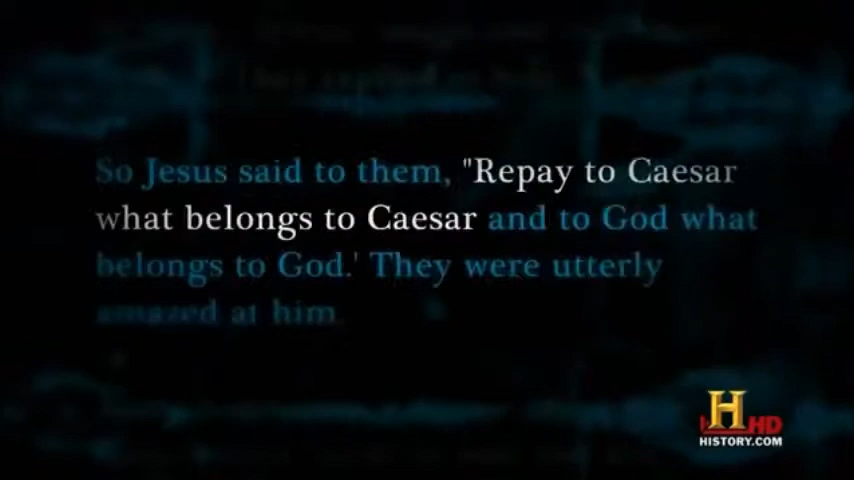 So Jesus said to them, "Repay to Caesar
what belongs to Caesar and to God what
belongs to God.' They were utterly
amazed at him.
H HD
HISTORY.COM